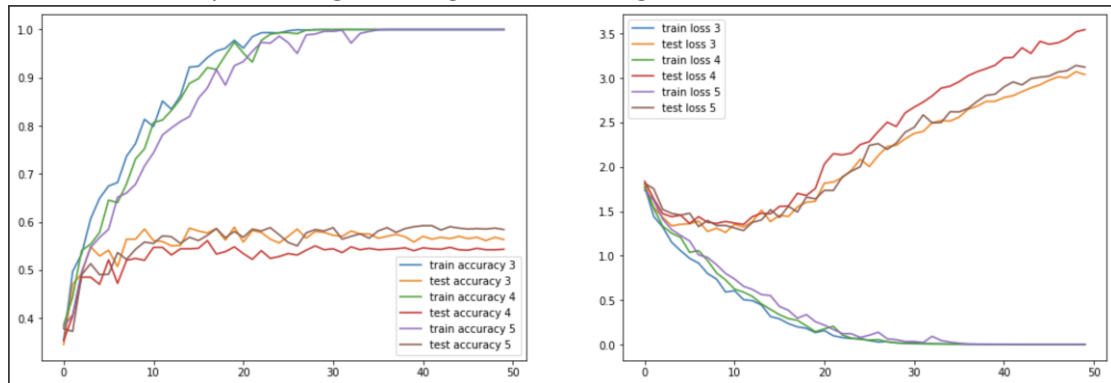 1.0
0.9
0.8
0.7
0.6
0.5
0.4
train accuracy 3
test accuracy 3
train accuracy 4
test accuracy 4
train accuracy 5
test accuracy 5
0 10 20 30 40 50
train loss 3
test loss 3
train loss 4
test loss 4
train loss 5
test loss 5
3.5
3.0
2.5
2.0
1.5
1.0
0.5
0.0
0 10 20 30 40 50